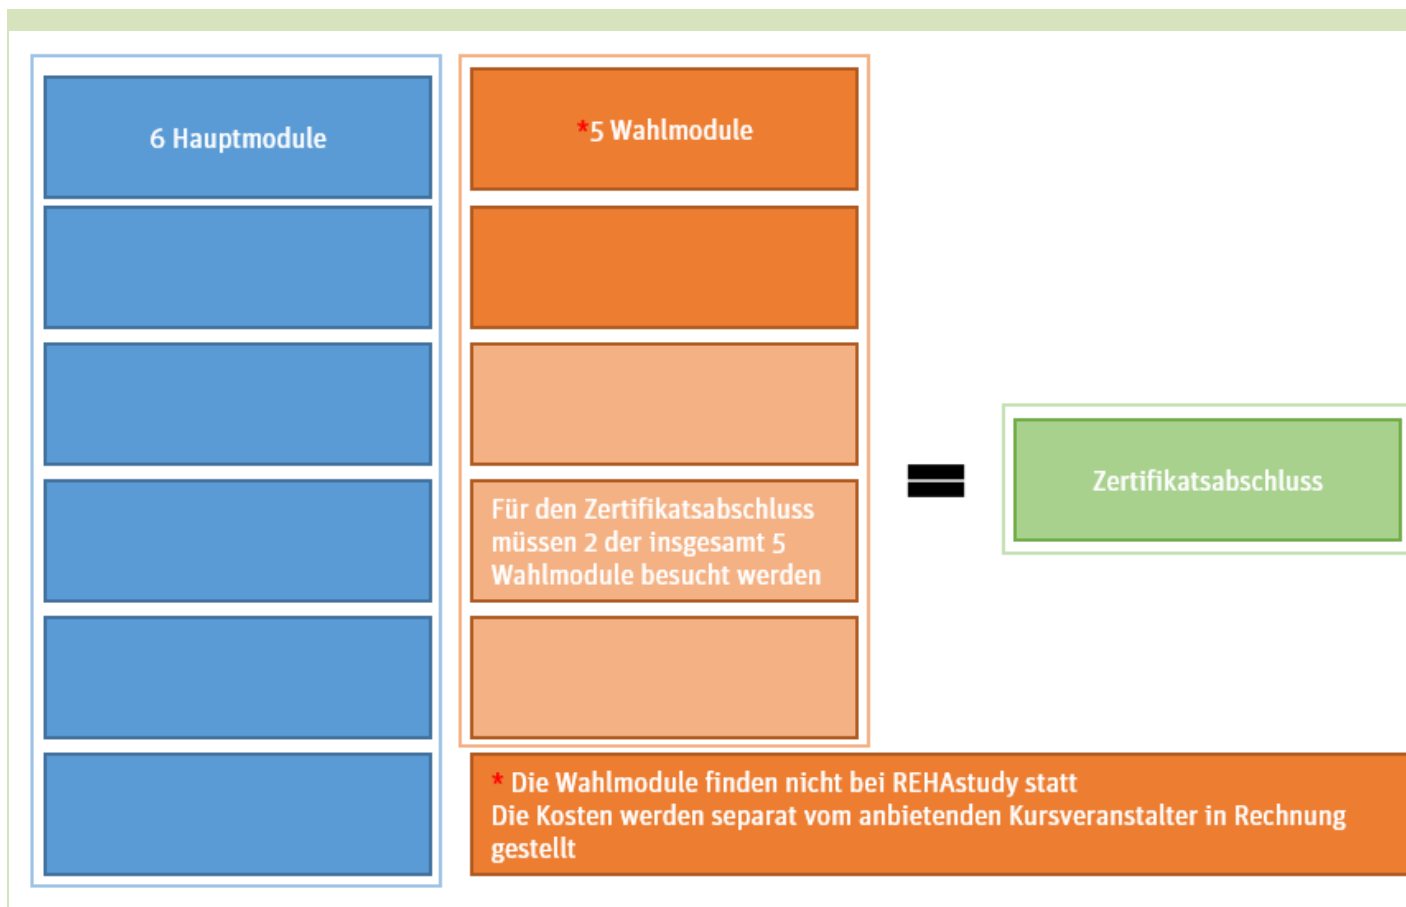 6 Hauptmodule
*5 Wahlmodule
Für den Zertifikatsabschluss
müssen 2 der insgesamt 5
Wahlmodule besucht werden
=
Zertifikatsabschluss
* Die Wahlmodule finden nicht bei REHAstudy statt
Die Kosten werden separat vom anbietenden Kursveranstalter in Rechnung
gestellt